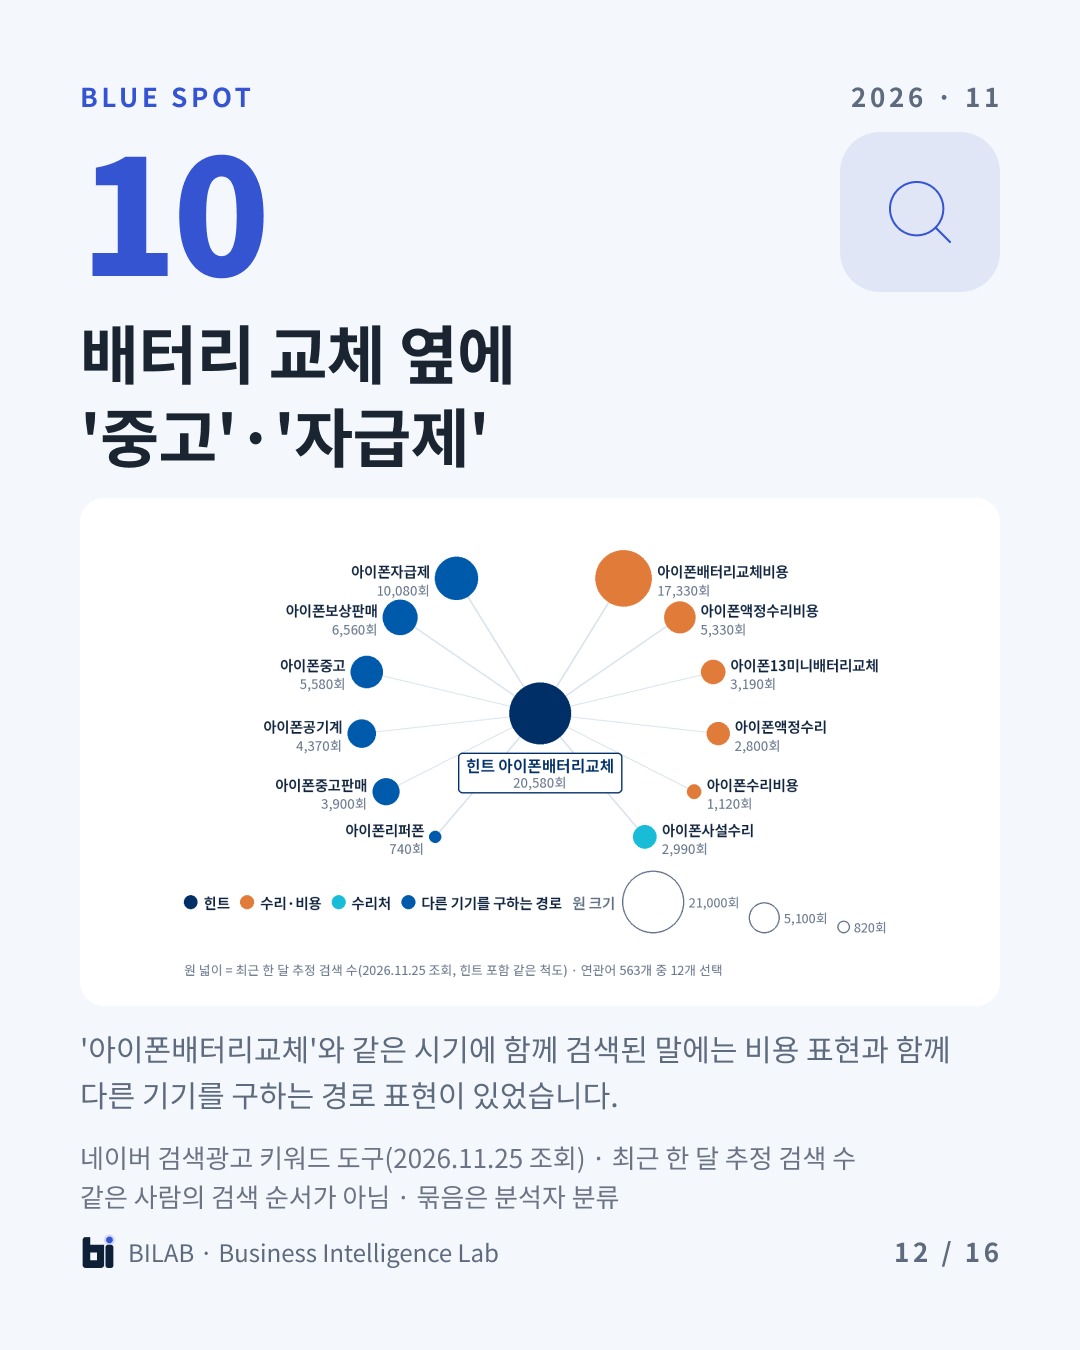 BLUE SPOT
2026 · 11
10
배터리 교체 옆에
'중고'·'자급제'
아이폰자급제
10,080회
아이폰배터리교체비용
17,330회
아이폰보상판매
6,560회
아이폰액정수리비용
5,330회
아이폰중고
5,580회
아이폰13미니배터리교체
3,190회
아이폰공기계
4,370회
아이폰액정수리
2,800회
힌트 아이폰배터리교체
20,580회
아이폰중고판매
3,900회
아이폰수리비용
1,120회
아이폰리퍼폰
740회
아이폰사설수리
2,990회
힌트 수리·비용 수리처 다른 기기를 구하는 경로 원 크기 21,000회 5,100회 820회
원 넓이 = 최근 한 달 추정 검색 수(2026.11.25 조회, 힌트 포함 같은 척도) · 연관어 563개 중 12개 선택
'아이폰배터리교체'와 같은 시기에 함께 검색된 말에는 비용 표현과 함께
다른 기기를 구하는 경로 표현이 있었습니다.
네이버 검색광고 키워드 도구(2026.11.25 조회) · 최근 한 달 추정 검색 수
같은 사람의 검색 순서가 아님 · 묶음은 분석자 분류
bi BILAB · Business Intelligence Lab
12 / 16